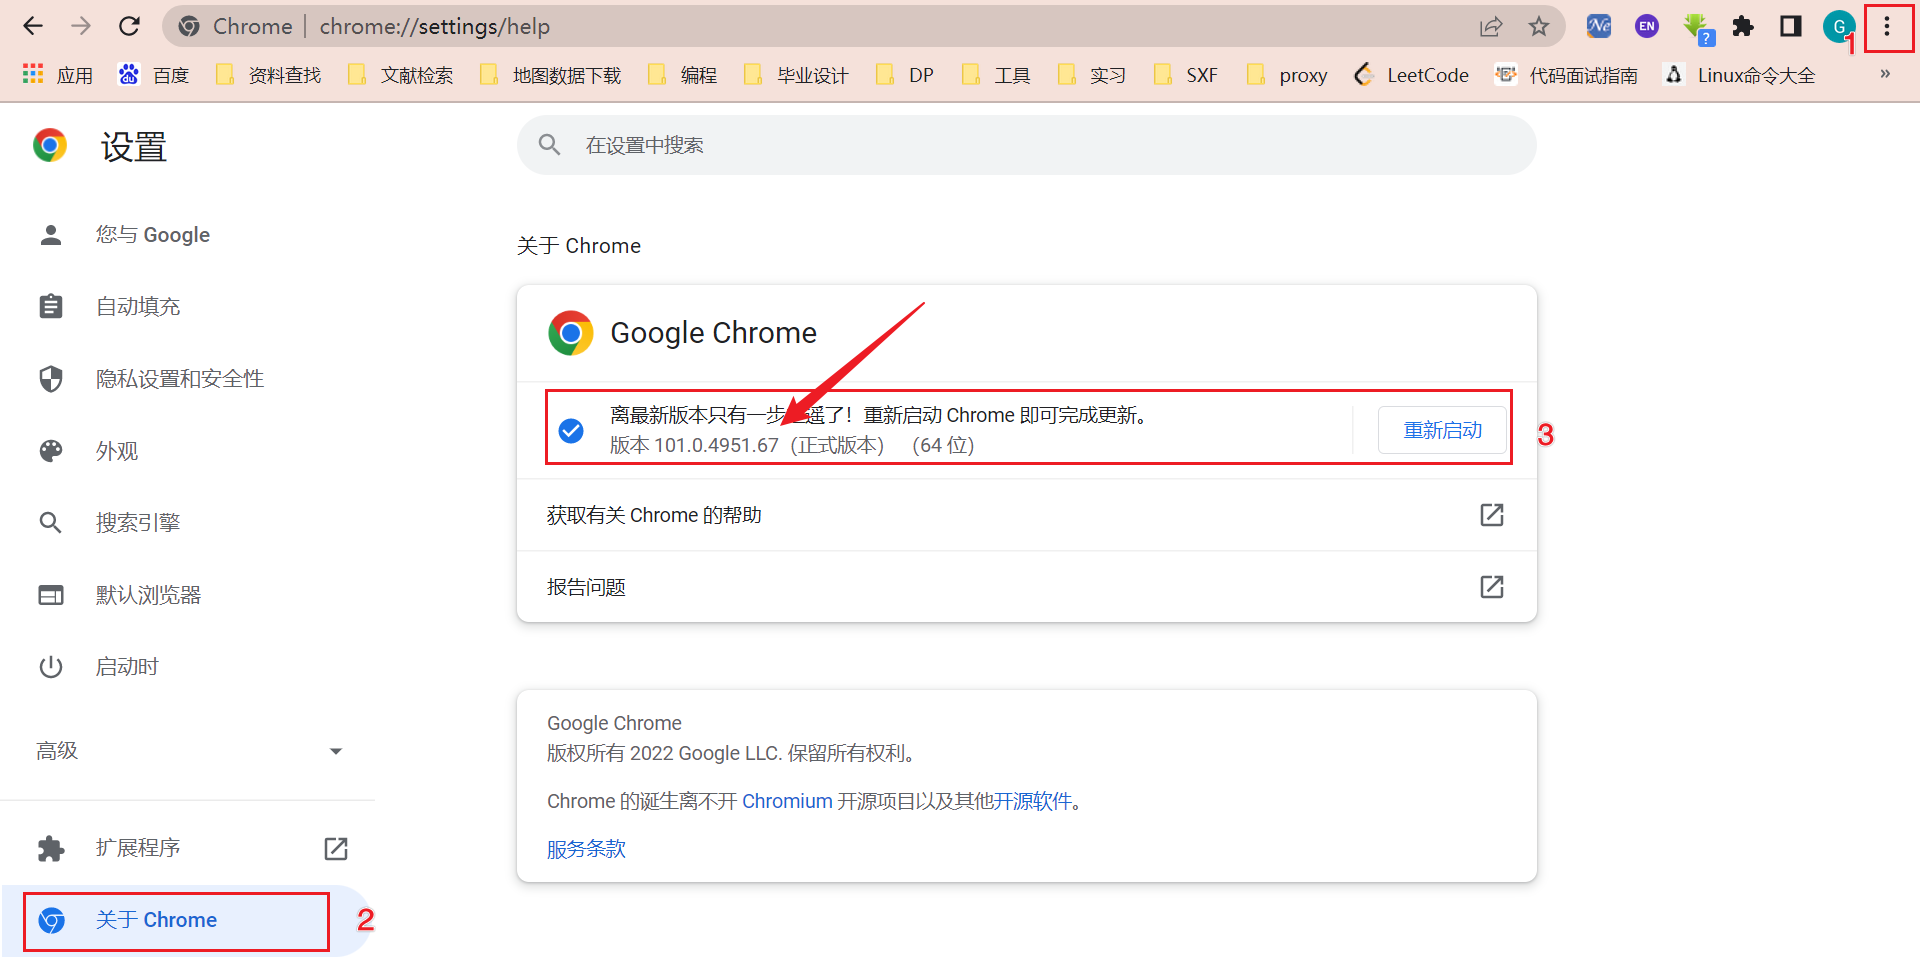 Chrome | chrome://settings/help
Ne EN ? G 1
应用 百度 资料查找 文献检索 地图数据下载 编程 毕业设计 DP 工具 实习 SXF proxy LeetCode 代码面试指南 Linux命令大全 »
设置
在设置中搜索
您与 Google
自动填充
隐私设置和安全性
外观
搜索引擎
默认浏览器
启动时
高级
扩展程序
关于 Chrome 2
关于 Chrome
Google Chrome
离最新版本只有一步之遥了！重新启动 Chrome 即可完成更新。
版本 101.0.4951.67（正式版本） （64 位）
重新启动 3
获取有关 Chrome 的帮助
报告问题
Google Chrome
版权所有 2022 Google LLC. 保留所有权利。
Chrome 的诞生离不开 Chromium 开源项目以及其他开源软件。
服务条款